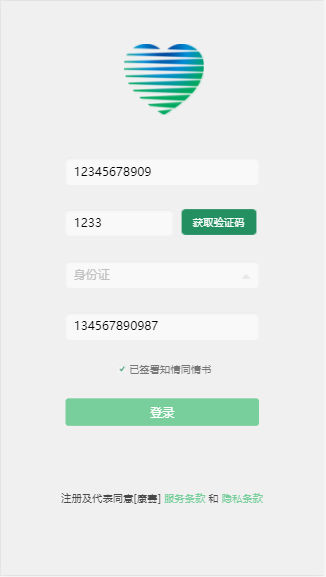 12345678909
1233 获取验证码
身份证
134567890987
✓ 已签署知情同情书
登录
注册及代表同意[康赛] 服务条款 和 隐私条款